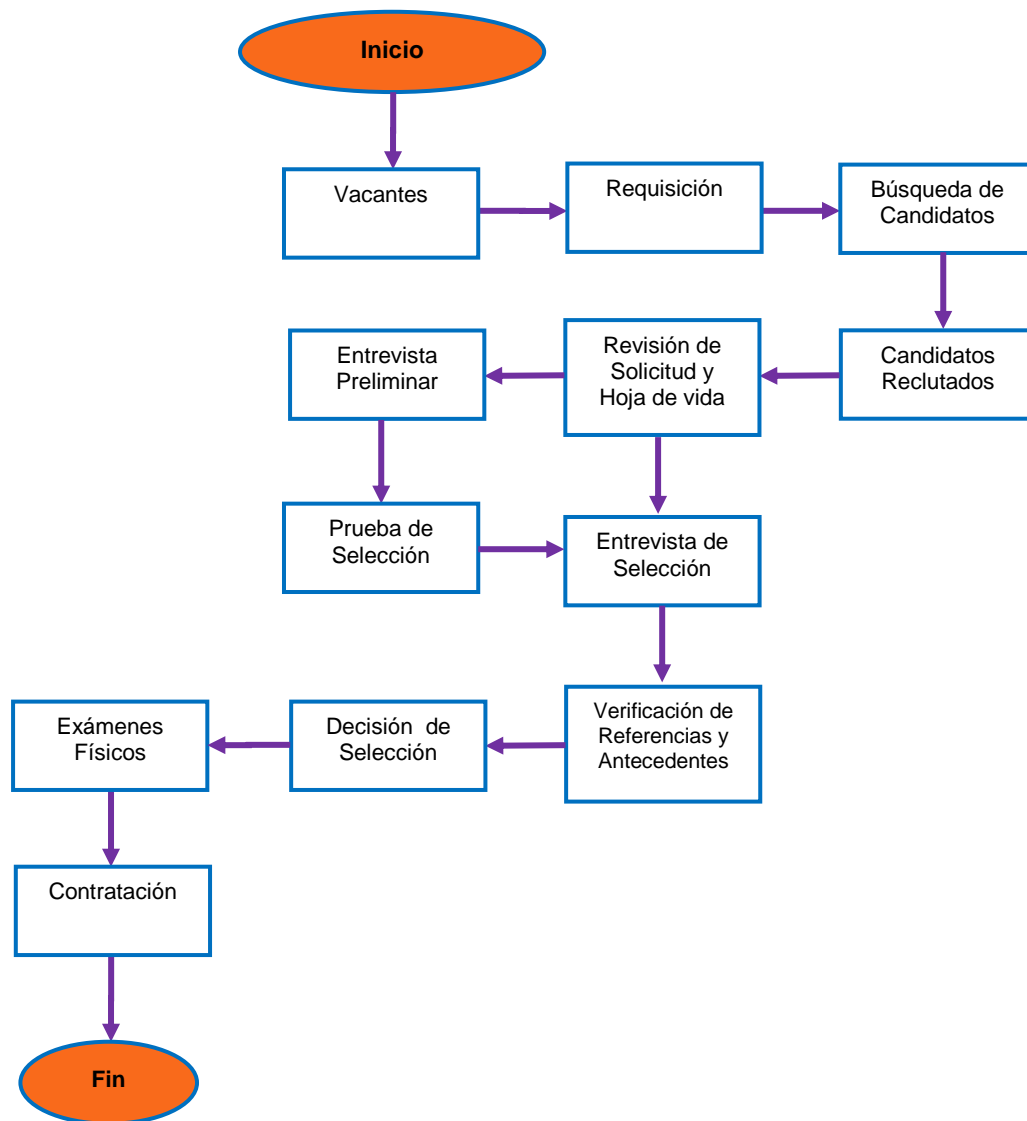 Inicio
Vacantes
Requisición
Búsqueda de
Candidatos
Candidatos
Reclutados
Revisión de
Solicitud y
Hoja de vida
Entrevista
Preliminar
Prueba de
Selección
Entrevista de
Selección
Verificación de
Referencias y
Antecedentes
Decisión de
Selección
Exámenes
Físicos
Contratación
Fin